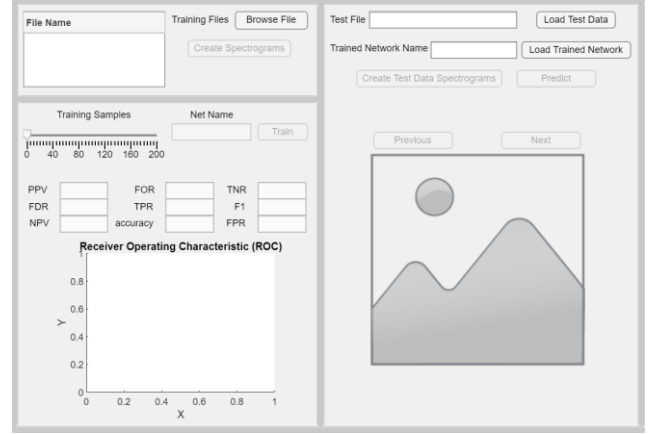 File Name
Training Files
Browse File
Create Spectrograms
Training Samples
Net Name
Train
0 40 80 120 160 200
PPV FOR TNR
FDR TPR F1
NPV accuracy FPR
Receiver Operating Characteristic (ROC)
1
0.8
0.6
Y
0.4
0.2
0
0 0.2 0.4 0.6 0.8 1
X
Test File
Load Test Data
Trained Network Name
Load Trained Network
Create Test Data Spectrograms
Predict
Previous
Next